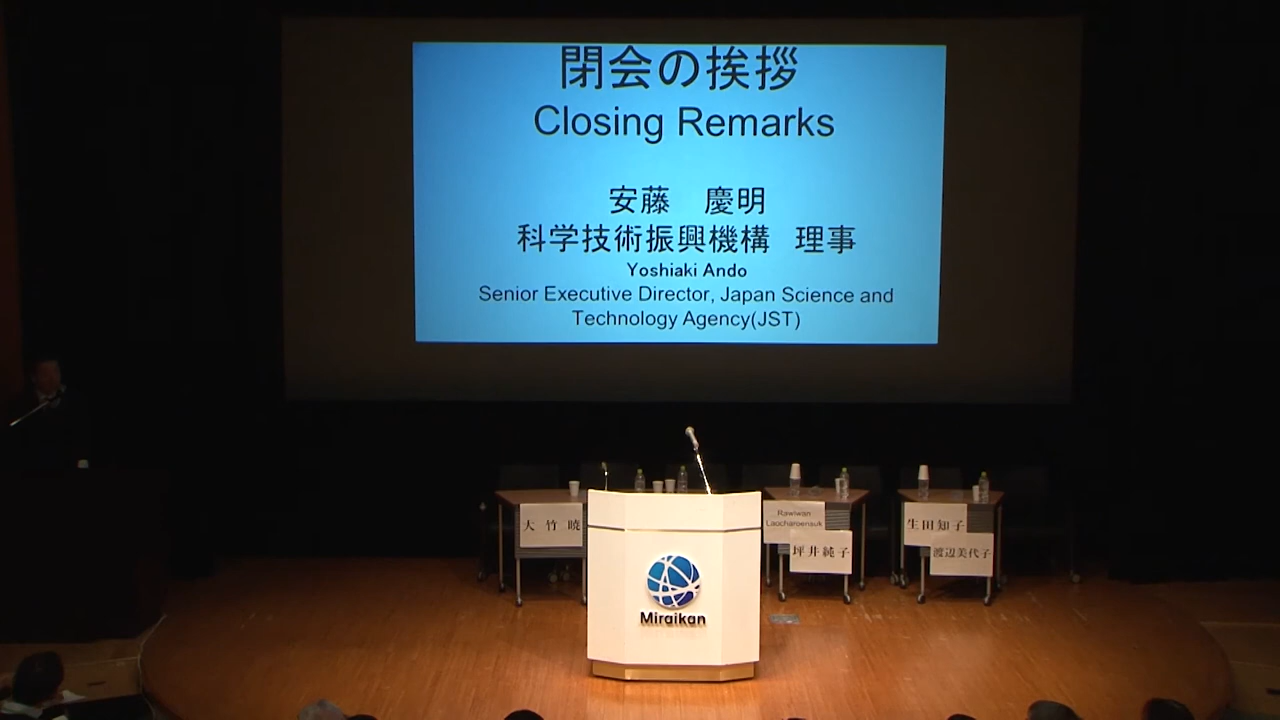 閉会の挨拶
Closing Remarks
安藤　慶明
科学技術振興機構　理事
Yoshiaki Ando
Senior Executive Director, Japan Science and
Technology Agency(JST)
大竹 暁
Rawiwan
Laocharoensuk
坪井純子
生田知子
渡辺美代子
Miraikan